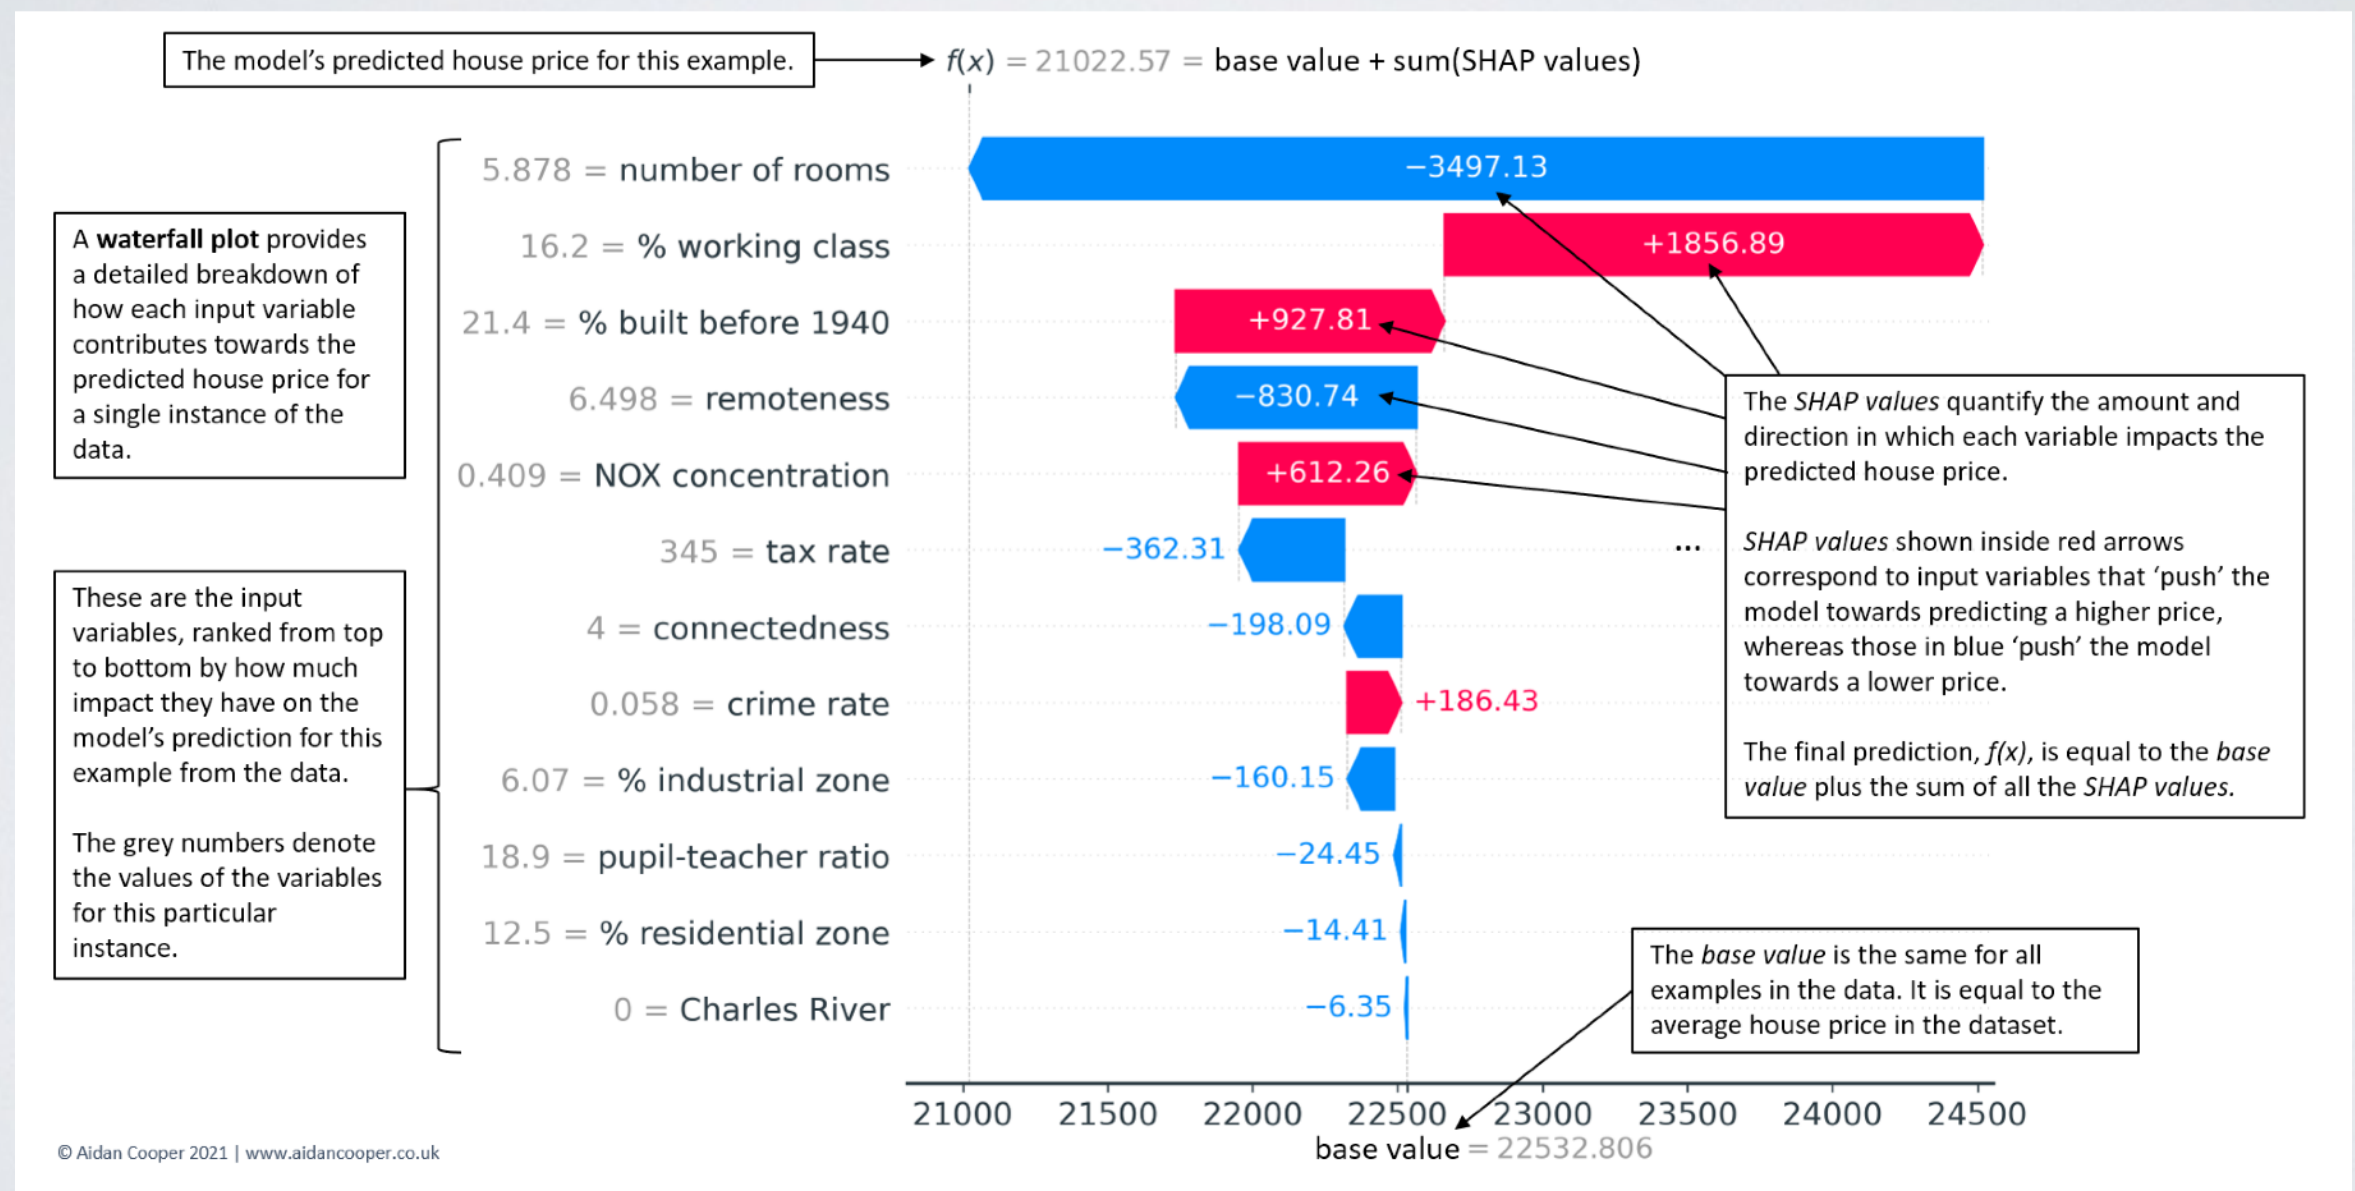 The model's predicted house price for this example.
f(x) = 21022.57 = base value + sum(SHAP values)
A waterfall plot provides
a detailed breakdown of
how each input variable
contributes towards the
predicted house price for
a single instance of the
data.
These are the input
variables, ranked from top
to bottom by how much
impact they have on the
model's prediction for this
example from the data.
The grey numbers denote
the values of the variables
for this particular
instance.
5.878 = number of rooms
−3497.13
16.2 = % working class
+1856.89
21.4 = % built before 1940
+927.81
6.498 = remoteness
−830.74
0.409 = NOX concentration
+612.26
345 = tax rate
−362.31
4 = connectedness
−198.09
0.058 = crime rate
+186.43
6.07 = % industrial zone
−160.15
18.9 = pupil-teacher ratio
−24.45
12.5 = % residential zone
−14.41
0 = Charles River
−6.35
...
The SHAP values quantify the amount and
direction in which each variable impacts the
predicted house price.
SHAP values shown inside red arrows
correspond to input variables that ‘push’ the
model towards predicting a higher price,
whereas those in blue ‘push’ the model
towards a lower price.
The final prediction, f(x), is equal to the base
value plus the sum of all the SHAP values.
The base value is the same for all
examples in the data. It is equal to the
average house price in the dataset.
21000 21500 22000 22500 23000 23500 24000 24500
base value = 22532.806
© Aidan Cooper 2021 | www.aidancooper.co.uk